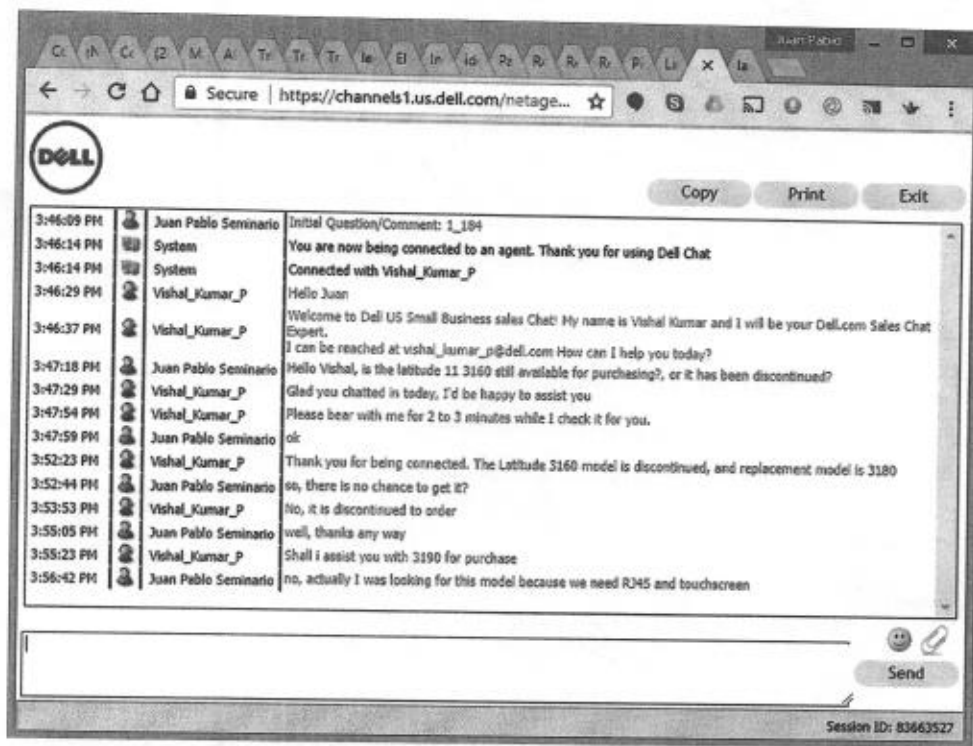 Juan Pablo
Secure https://channels1.us.dell.com/netage...
DELL
Copy Print Exit
3:46:09 PM Juan Pablo Seminario Initial Question/Comment: 1_184
3:46:14 PM System You are now being connected to an agent. Thank you for using Dell Chat
3:46:14 PM System Connected with Vishal_Kumar_P
3:46:29 PM Vishal_Kumar_P Hello Juan
3:46:37 PM Vishal_Kumar_P Welcome to Dell US Small Business sales Chat! My name is Vishal Kumar and I will be your Dell.com Sales Chat
Expert.
I can be reached at vishal_kumar_p@dell.com How can I help you today?
3:47:18 PM Juan Pablo Seminario Hello Vishal, is the latitude 11 3160 still available for purchasing?, or it has been discontinued?
3:47:29 PM Vishal_Kumar_P Glad you chatted in today, I'd be happy to assist you
3:47:54 PM Vishal_Kumar_P Please bear with me for 2 to 3 minutes while I check it for you.
3:47:59 PM Juan Pablo Seminario ok
3:52:23 PM Vishal_Kumar_P Thank you for being connected. The Latitude 3160 model is discontinued, and replacement model is 3180
3:52:44 PM Juan Pablo Seminario so, there is no chance to get it?
3:53:53 PM Vishal_Kumar_P No, it is discontinued to order
3:55:05 PM Juan Pablo Seminario well, thanks any way
3:55:23 PM Vishal_Kumar_P Shall i assist you with 3190 for purchase
3:56:42 PM Juan Pablo Seminario no, actually I was looking for this model because we need RJ45 and touchscreen
Send
Session ID: 83663527